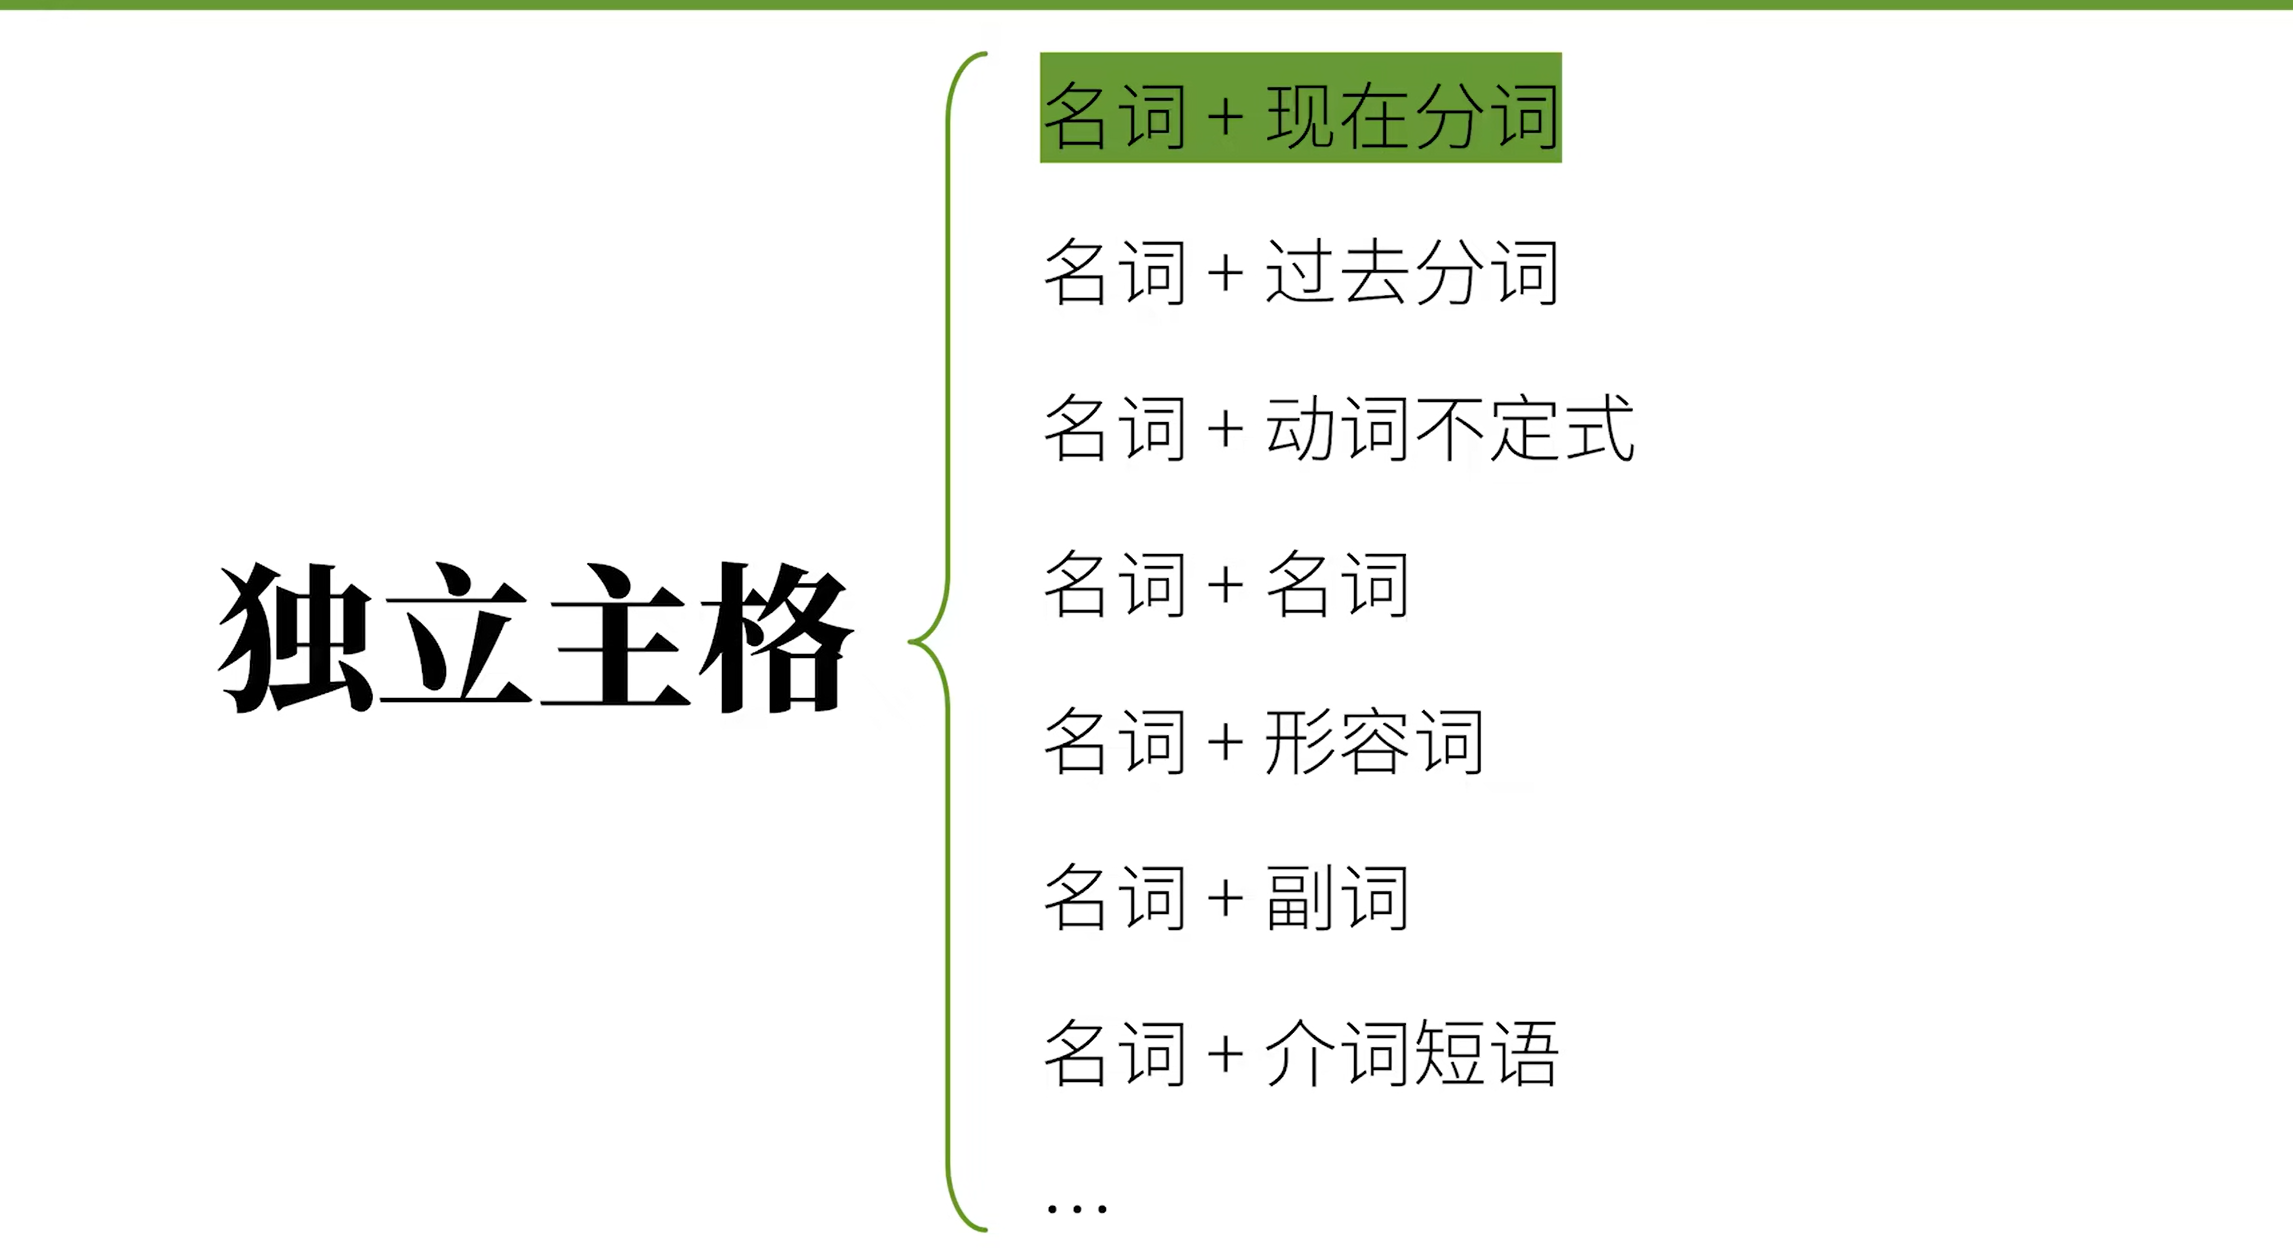 独立主格
名词 + 现在分词
名词 + 过去分词
名词 + 动词不定式
名词 + 名词
名词 + 形容词
名词 + 副词
名词 + 介词短语
...